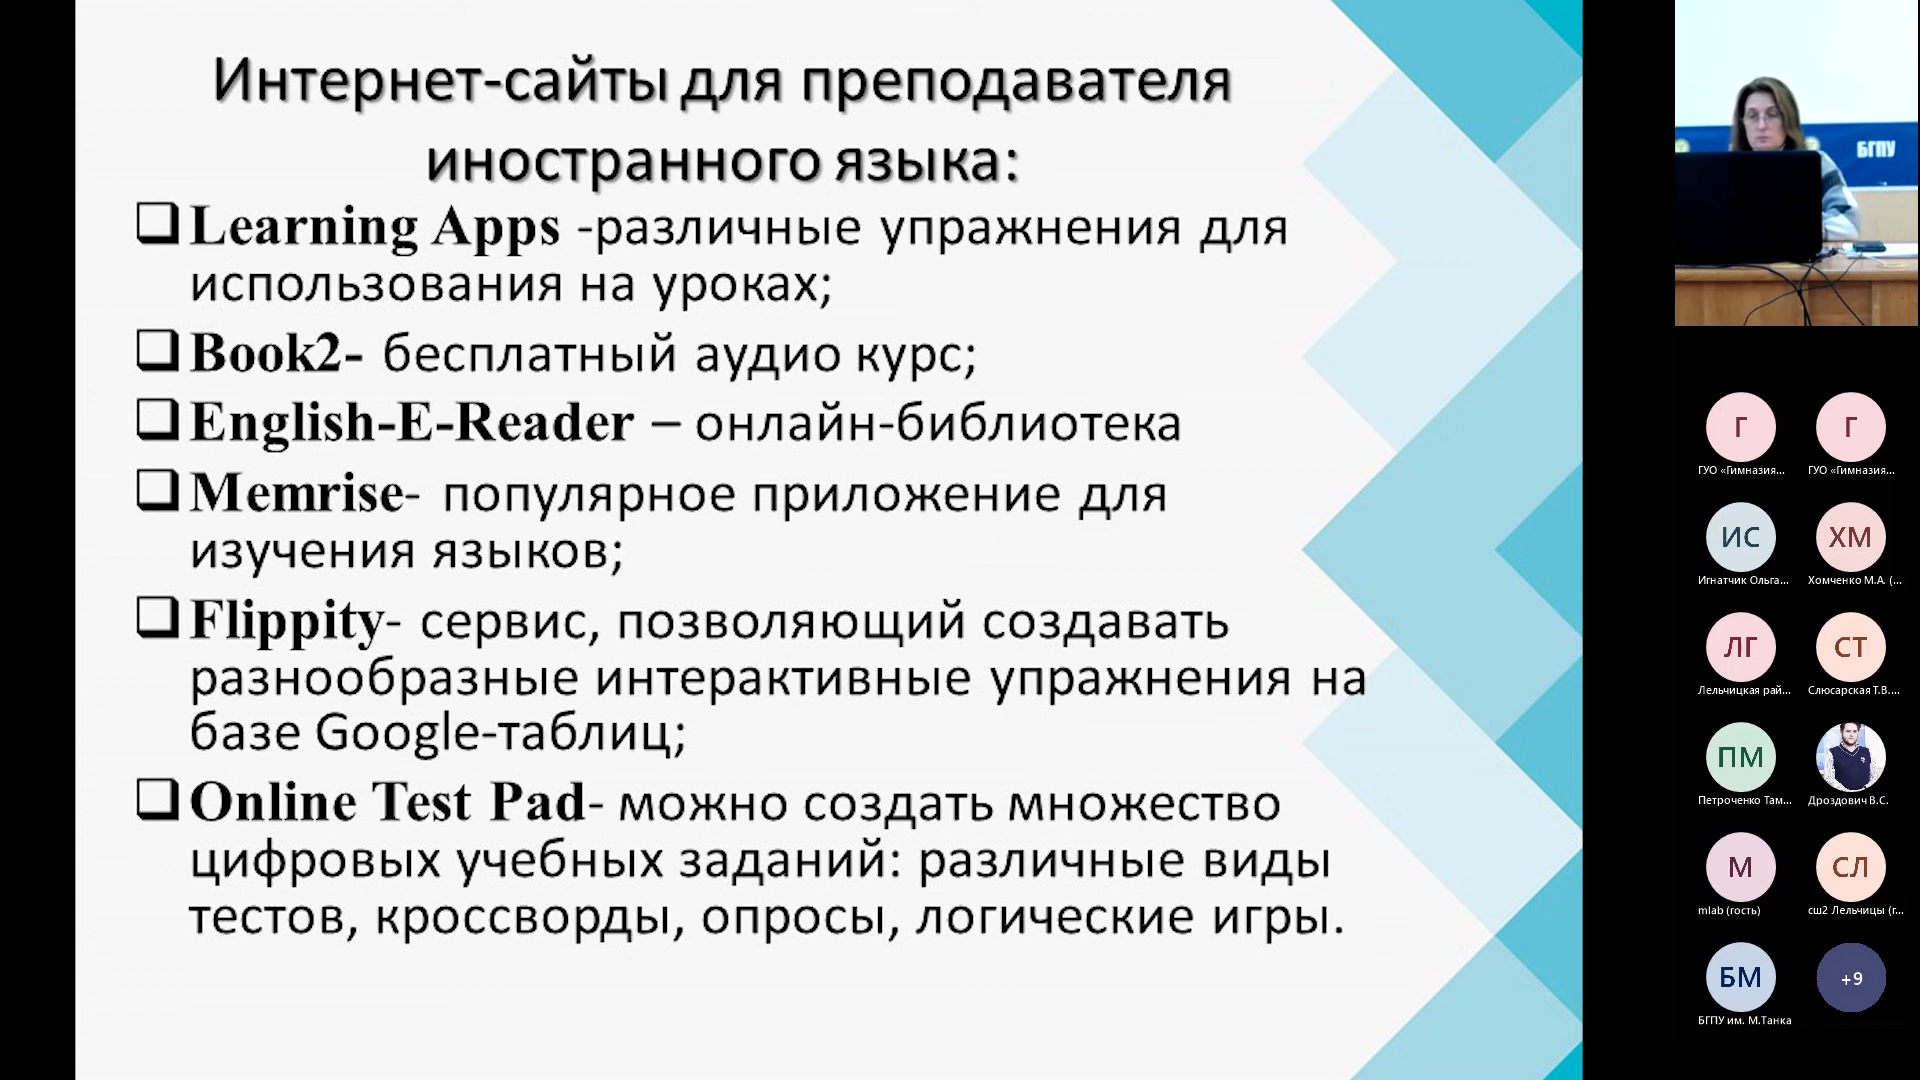 Интернет-сайты для преподавателя
иностранного языка:
Learning Apps -различные упражнения для
использования на уроках;
Book2- бесплатный аудио курс;
English-E-Reader – онлайн-библиотека
Memrise- популярное приложение для
изучения языков;
Flippity- сервис, позволяющий создавать
разнообразные интерактивные упражнения на
базе Google-таблиц;
Online Test Pad- можно создать множество
цифровых учебных заданий: различные виды
тестов, кроссворды, опросы, логические игры.
БГПУ
Г
Г
ГУО «Гимназия...
ГУО «Гимназия...
ИС
ХМ
Игнатчик Ольга...
Хомченко М.А. (...
ЛГ
СТ
Лельчицкая рай...
Слюсарская Т.В....
ПМ
Петроченко Там...
Дроздович В.С.
М
СЛ
mlab (гость)
сш2 Лельчицы (г...
БМ
+9
БГПУ им. М.Танка